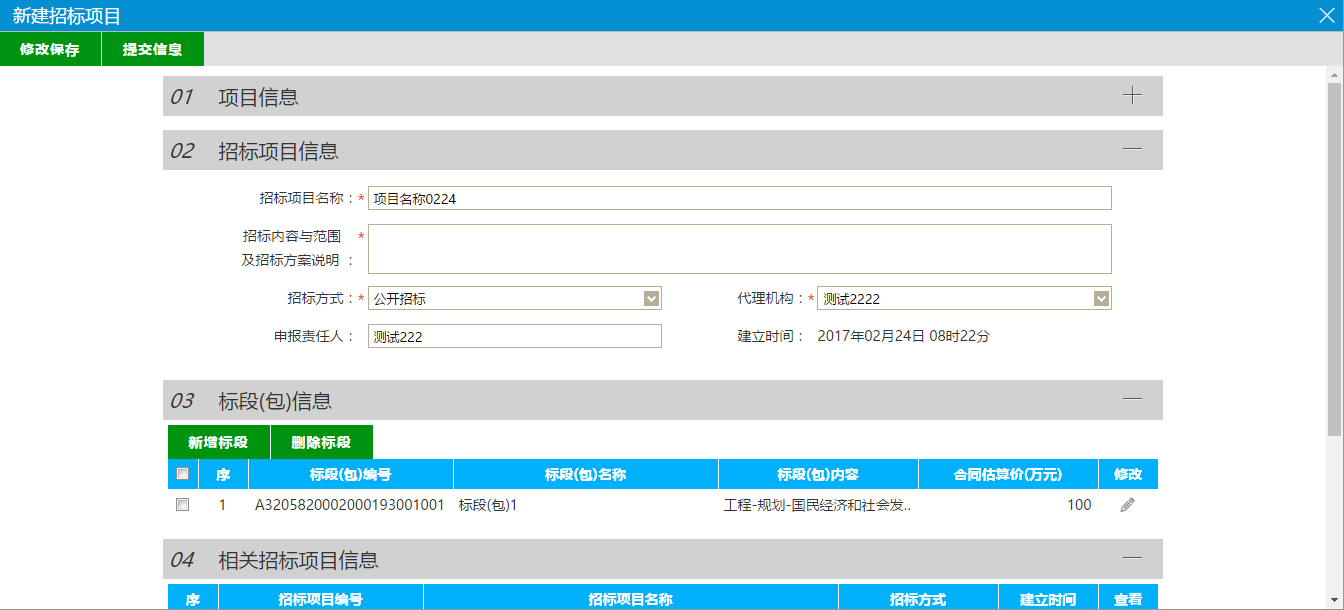 新建招标项目
修改保存 提交信息
01 项目信息
02 招标项目信息
招标项目名称：* 项目名称0224
招标内容与范围 *
及招标方案说明 ：
招标方式：* 公开招标 代理机构：* 测试2222
申报责任人： 测试222 建立时间： 2017年02月24日 08时22分
03 标段(包)信息
新增标段 删除标段
序 标段(包)编号 标段(包)名称 标段(包)内容 合同估算价(万元) 修改
1 A3205820002000193001001 标段(包)1 工程-规划-国民经济和社会发.. 100
04 相关招标项目信息
序 招标项目编号 招标项目名称 招标方式 建立时间 查看